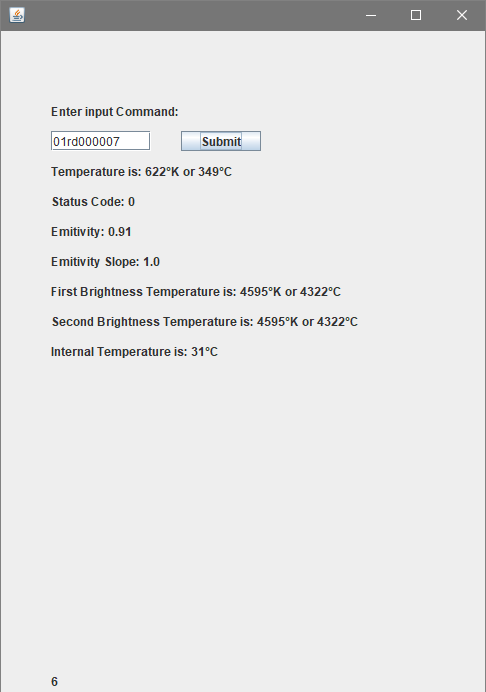 Enter input Command:
01rd000007 Submit
Temperature is: 622°K or 349°C
Status Code: 0
Emitivity: 0.91
Emitivity Slope: 1.0
First Brightness Temperature is: 4595°K or 4322°C
Second Brightness Temperature is: 4595°K or 4322°C
Internal Temperature is: 31°C
6